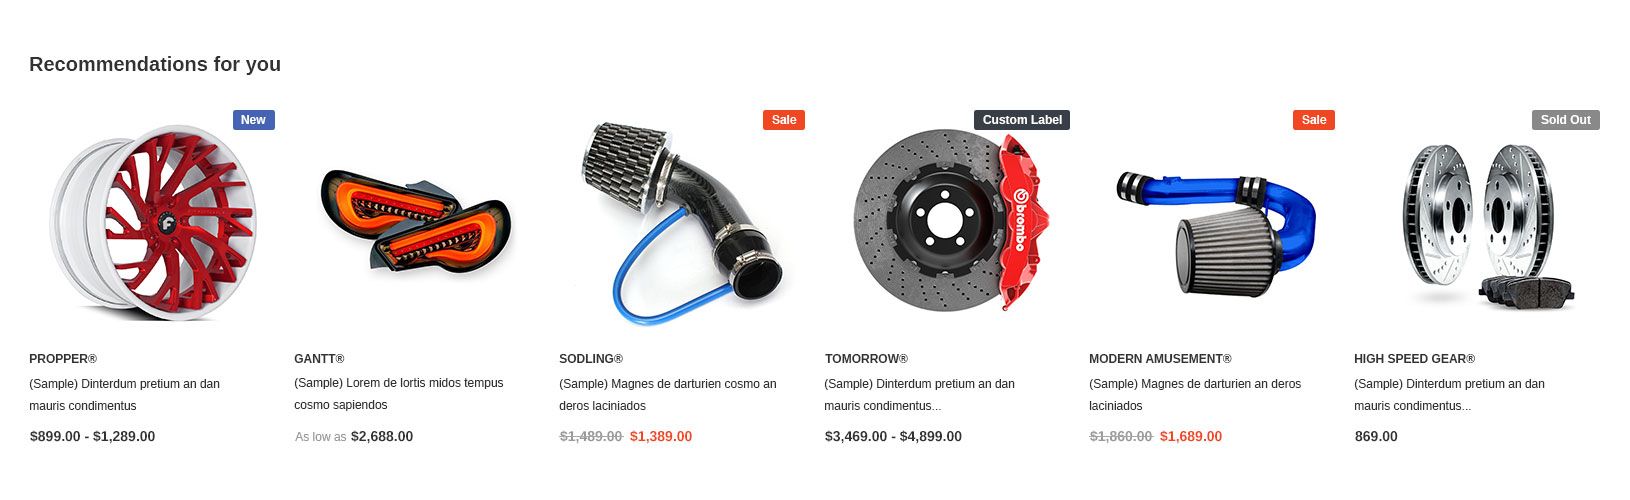 Recommendations for you
New
Sale
Custom Label
Sale
Sold Out
brembo
PROPPER®
(Sample) Dinterdum pretium an dan
mauris condimentus
$899.00 - $1,289.00
GANTT®
(Sample) Lorem de lortis midos tempus
cosmo sapiendos
As low as $2,688.00
SODLING®
(Sample) Magnes de darturien cosmo an
deros laciniados
$1,489.00 $1,389.00
TOMORROW®
(Sample) Dinterdum pretium an dan
mauris condimentus...
$3,469.00 - $4,899.00
MODERN AMUSEMENT®
(Sample) Magnes de darturien an deros
laciniados
$1,860.00 $1,689.00
HIGH SPEED GEAR®
(Sample) Dinterdum pretium an dan
mauris condimentus...
869.00